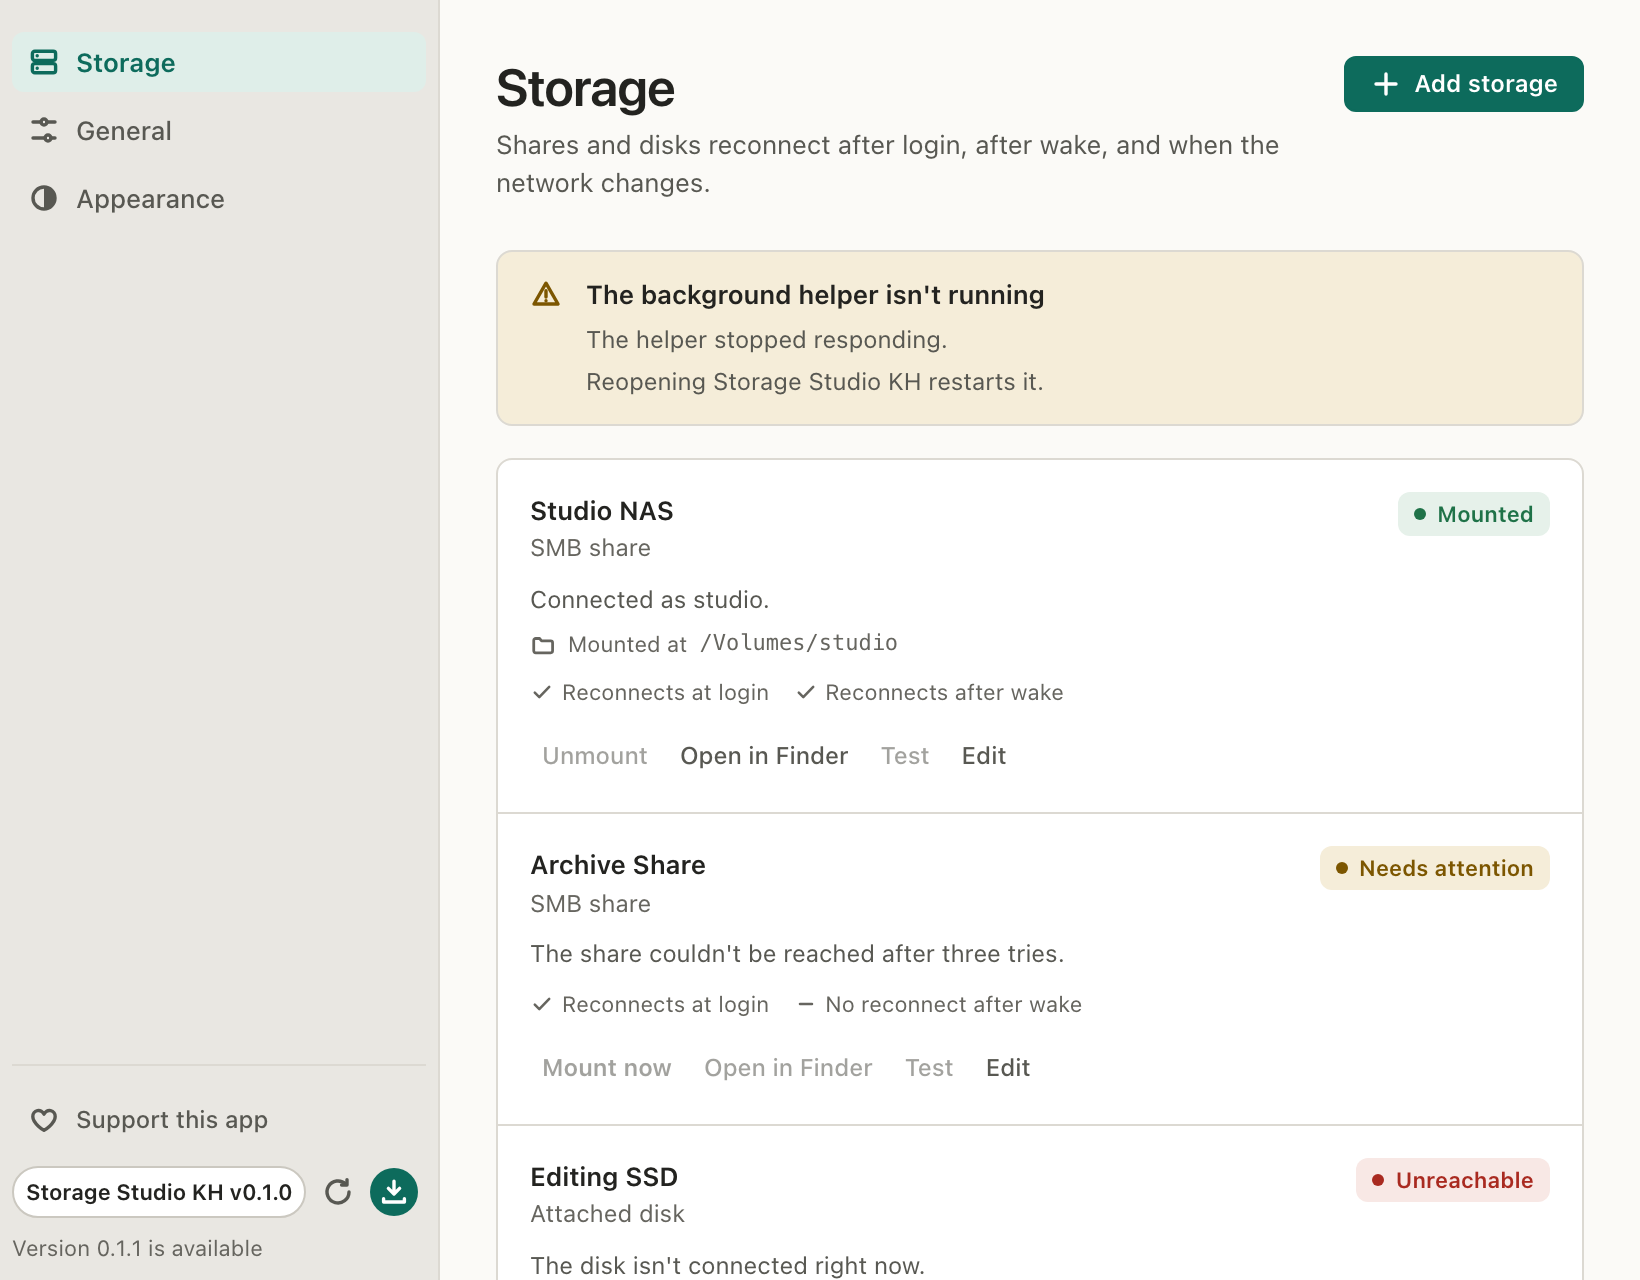 Storage
General
Appearance
Support this app
Storage Studio KH v0.1.0
Version 0.1.1 is available
Storage
Add storage
Shares and disks reconnect after login, after wake, and when the
network changes.
The background helper isn't running
The helper stopped responding.
Reopening Storage Studio KH restarts it.
Studio NAS
Mounted
SMB share
Connected as studio.
Mounted at /Volumes/studio
Reconnects at login Reconnects after wake
Unmount Open in Finder Test Edit
Archive Share
Needs attention
SMB share
The share couldn't be reached after three tries.
Reconnects at login No reconnect after wake
Mount now Open in Finder Test Edit
Editing SSD
Unreachable
Attached disk
The disk isn't connected right now.